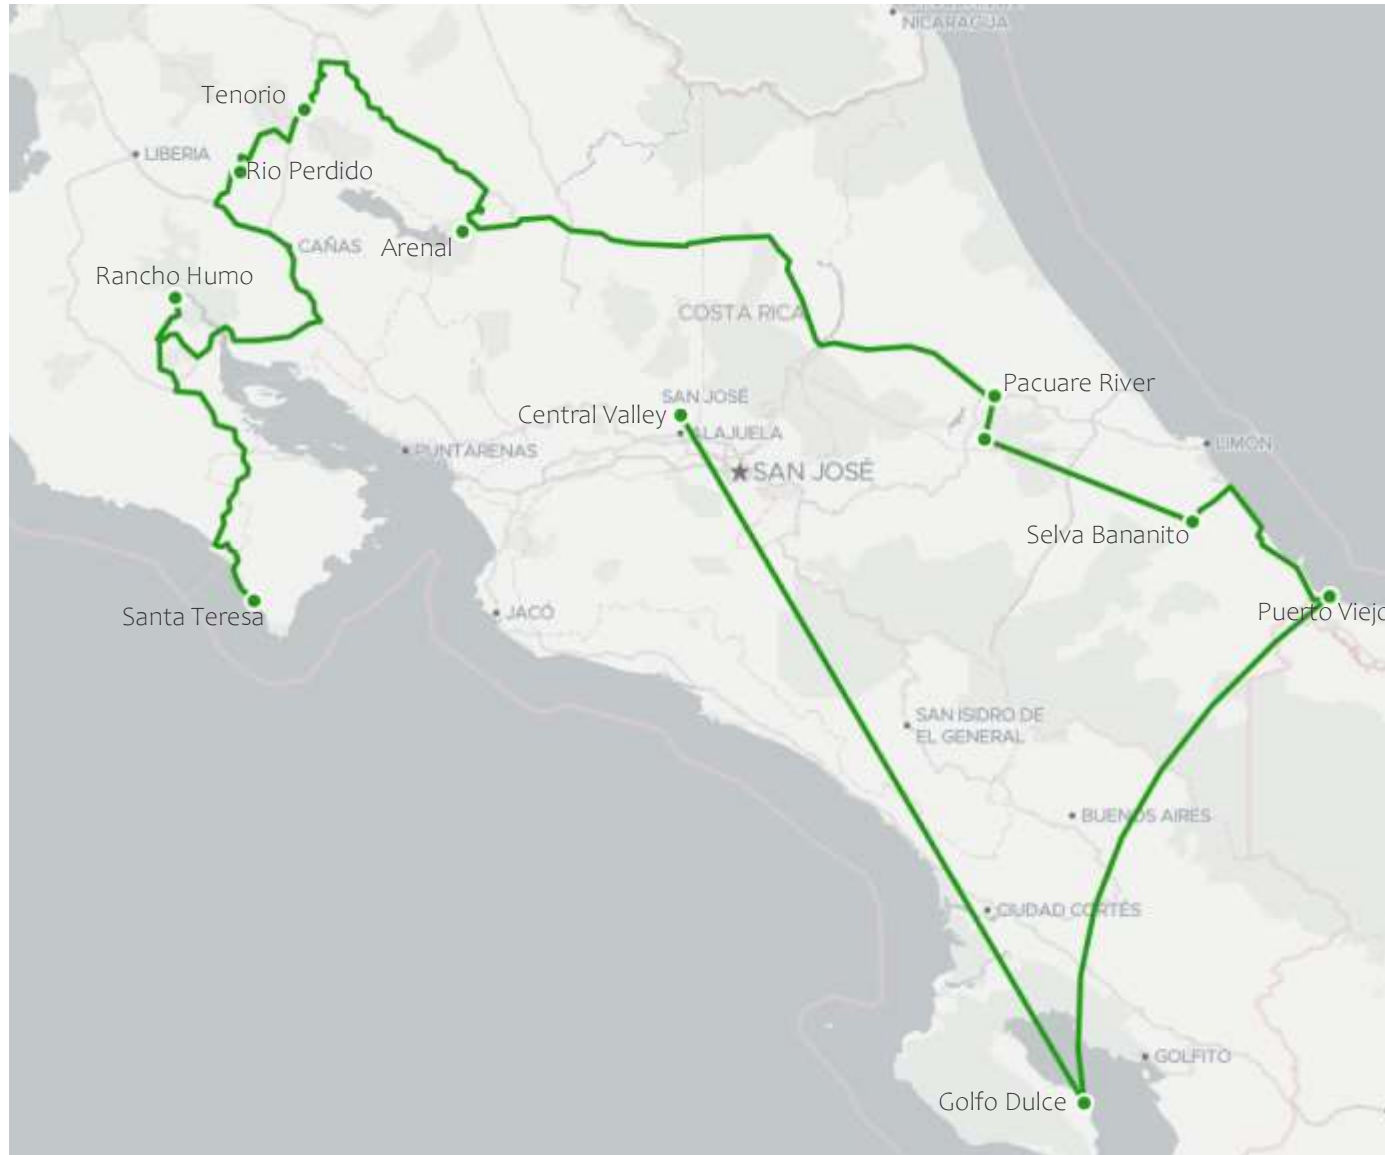 NICARAGUA
Tenorio
LIBERIA
Rio Perdido
CAÑAS
Arenal
Rancho Humo
COSTA RICA
Pacuare River
SAN JOSÉ
Central Valley
ALAJUELA
PUNTARENAS
SAN JOSÉ
LIMÓN
Selva Bananito
Santa Teresa
JACÓ
Puerto Viejo
SAN ISIDRO DE
EL GENERAL
BUENOS AIRES
CIUDAD CORTÉS
GOLFITO
Golfo Dulce